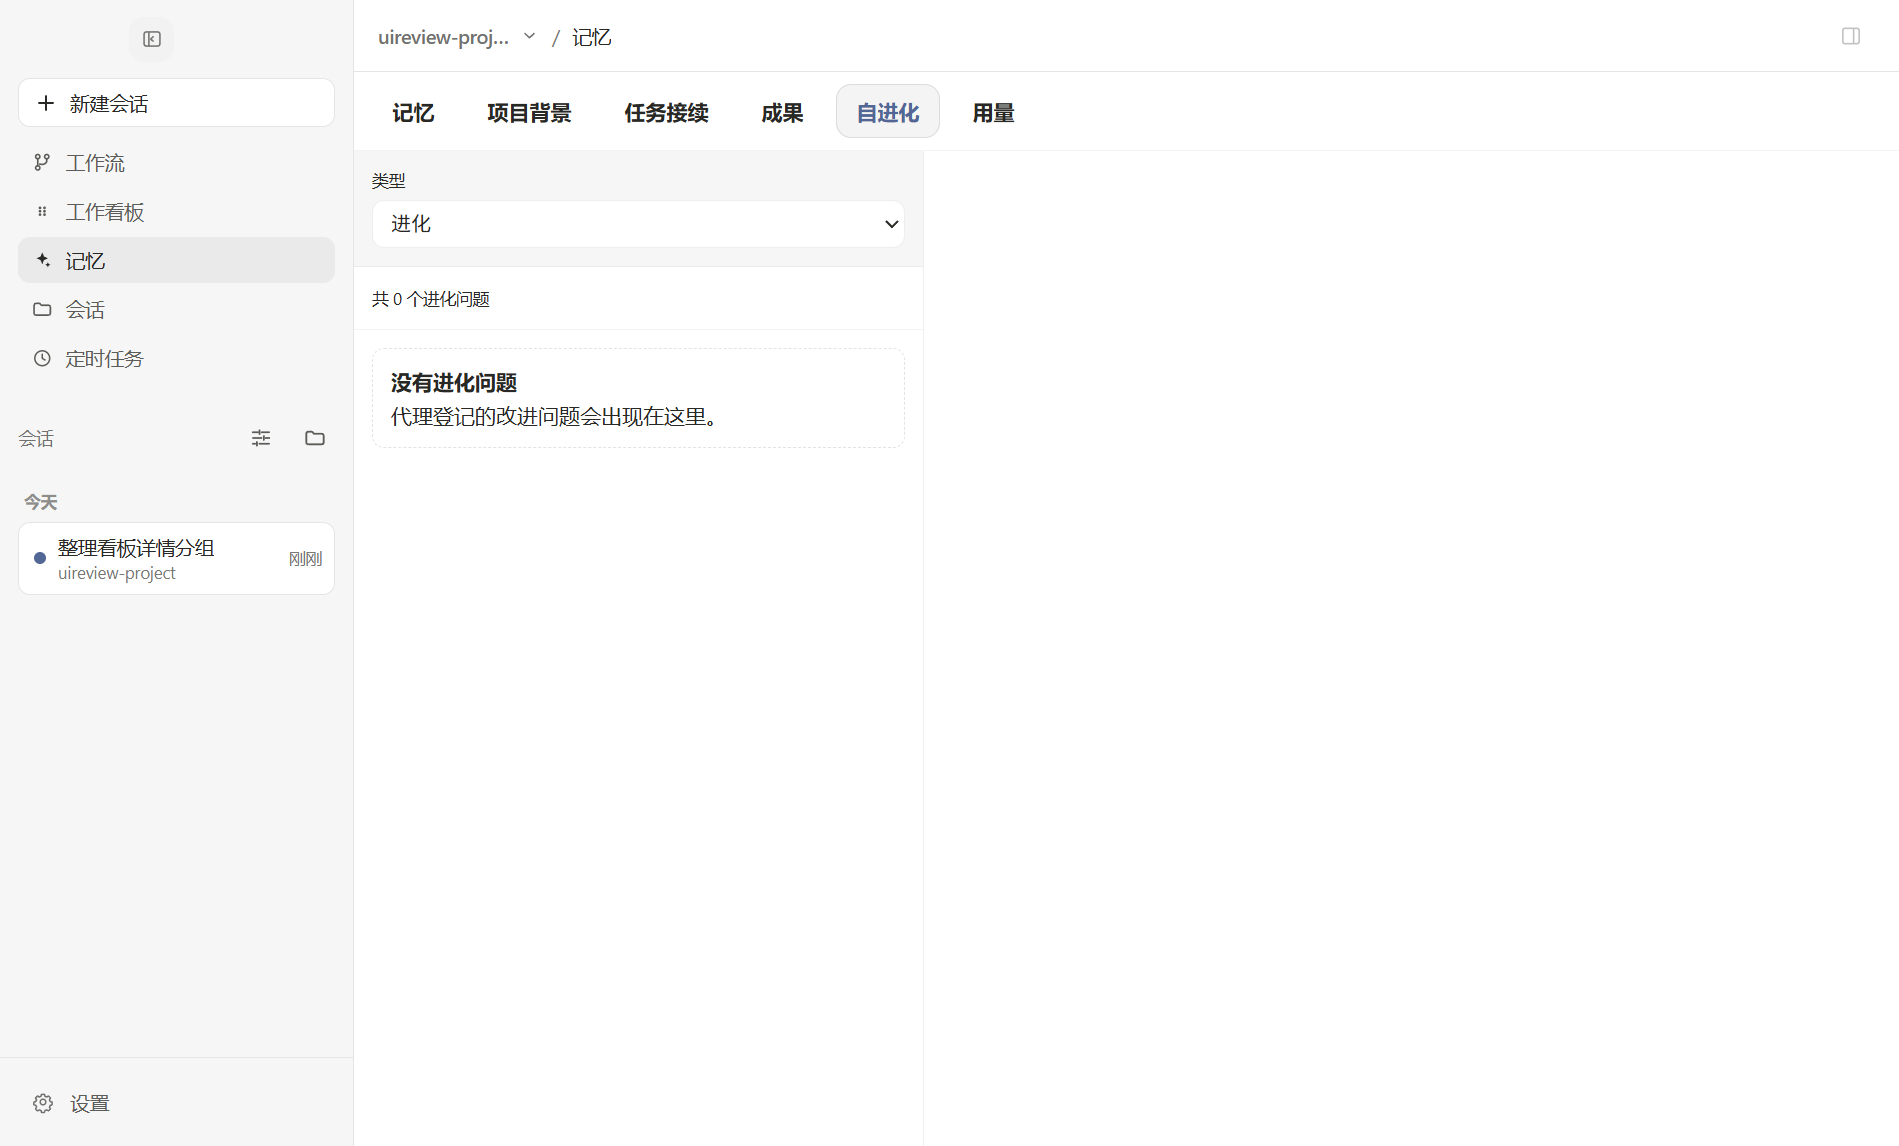 uireview-proj... / 记忆
新建会话
工作流
工作看板
记忆
会话
定时任务
会话
今天
整理看板详情分组
uireview-project
刚刚
设置
记忆 项目背景 任务接续 成果 自进化 用量
类型
进化
共 0 个进化问题
没有进化问题
代理登记的改进问题会出现在这里。